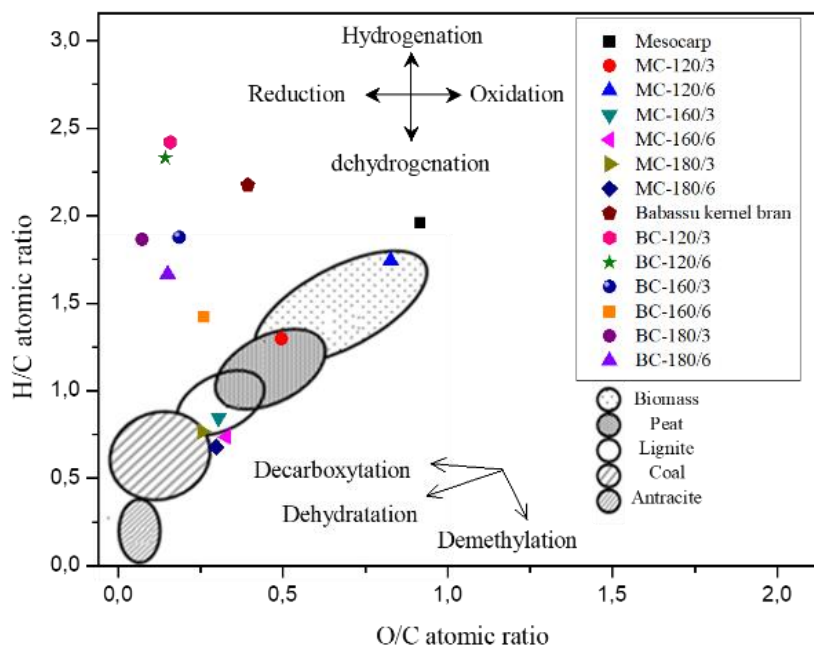 3,0
2,5
2,0
1,5
1,0
0,5
0,0
H/C atomic ratio
0,0
0,5
1,0
1,5
2,0
O/C atomic ratio
Hydrogenation
Reduction
Oxidation
dehydrogenation
Decarboxytation
Dehydratation
Demethylation
Mesocarp
MC-120/3
MC-120/6
MC-160/3
MC-160/6
MC-180/3
MC-180/6
Babassu kernel bran
BC-120/3
BC-120/6
BC-160/3
BC-160/6
BC-180/3
BC-180/6
Biomass
Peat
Lignite
Coal
Antracite